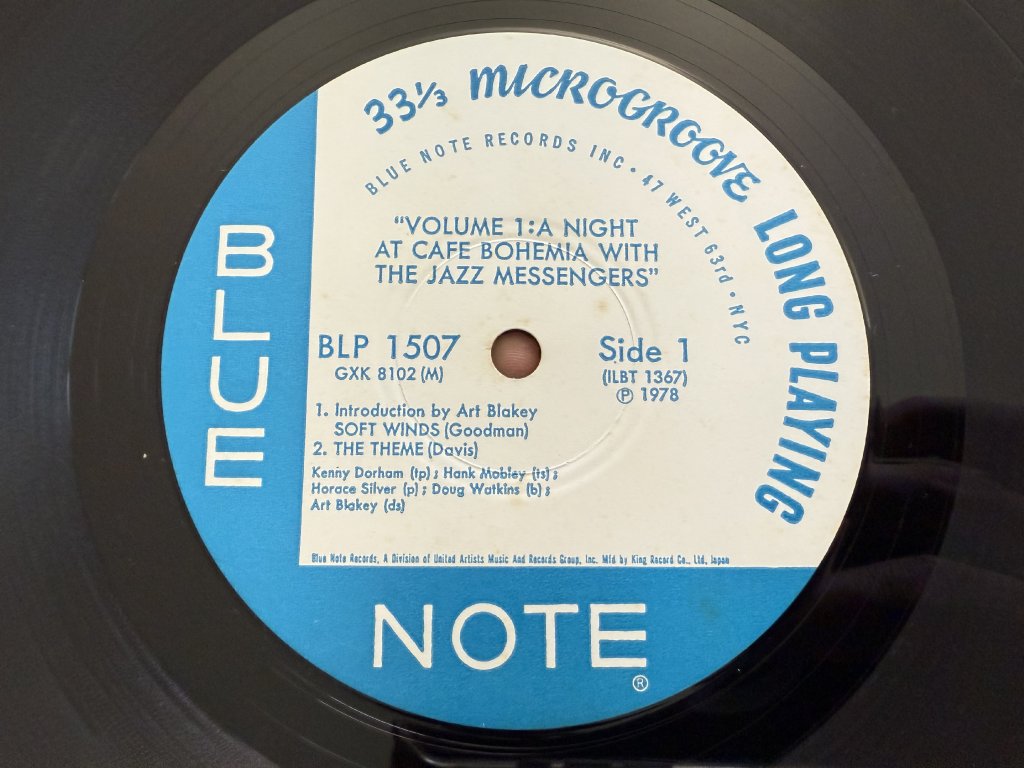 33⅓ MICROGROOVE LONG PLAYING
BLUE NOTE RECORDS INC · 47 WEST 63rd · NYC
"VOLUME 1:A NIGHT
AT CAFE BOHEMIA WITH
THE JAZZ MESSENGERS"
BLP 1507
GXK 8102 (M)
Side 1
(ILBT 1367)
℗ 1978
1. Introduction by Art Blakey
SOFT WINDS (Goodman)
2. THE THEME (Davis)
Kenny Dorham (tp) ; Hank Mobley (ts) ;
Horace Silver (p) ; Doug Watkins (b) ;
Art Blakey (ds)
Blue Note Records, A Division of United Artists Music And Records Group, Inc. Mfd by King Record Co., Ltd, Japan
BLUE
NOTE
®